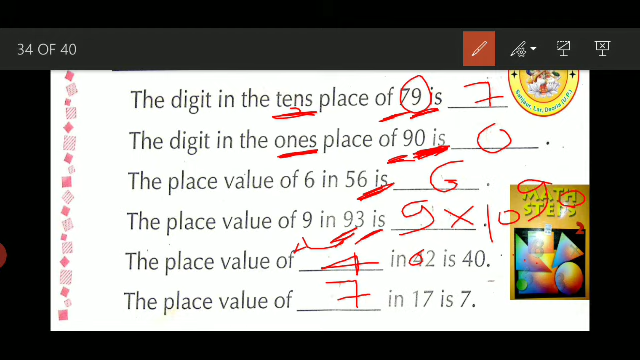 34 OF 40
The digit in the tens place of 79 is 7
The digit in the ones place of 90 is 0.
The place value of 6 in 56 is 6.
The place value of 9 in 93 is 9 × 10 90.
The place value of 4 in 42 is 40.
The place value of 7 in 17 is 7.
MATH
STEPS